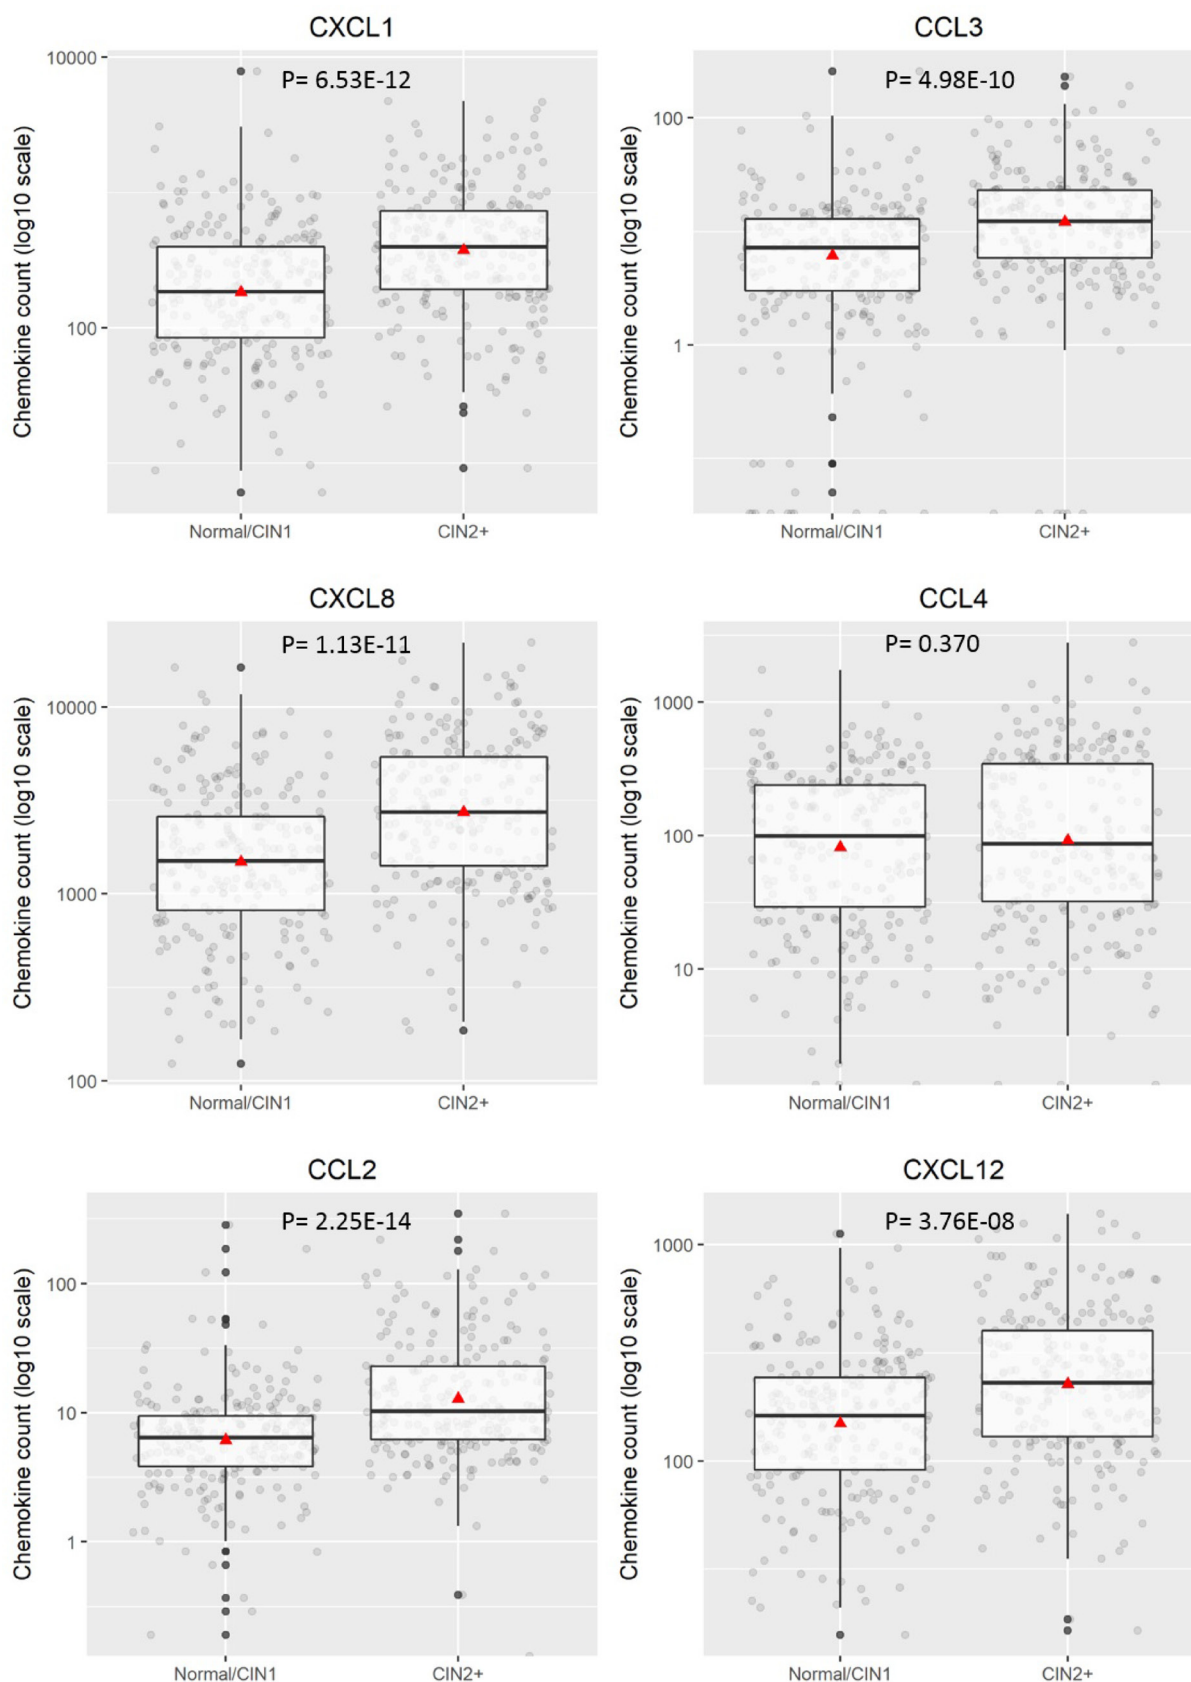 CXCL1
P= 6.53E-12
Chemokine count (log10 scale)
10000
100
Normal/CIN1
CIN2+
CCL3
P= 4.98E-10
Chemokine count (log10 scale)
100
1
Normal/CIN1
CIN2+
CXCL8
P= 1.13E-11
Chemokine count (log10 scale)
10000
1000
100
Normal/CIN1
CIN2+
CCL4
P= 0.370
Chemokine count (log10 scale)
1000
100
10
Normal/CIN1
CIN2+
CCL2
P= 2.25E-14
Chemokine count (log10 scale)
100
10
1
Normal/CIN1
CIN2+
CXCL12
P= 3.76E-08
Chemokine count (log10 scale)
1000
100
Normal/CIN1
CIN2+